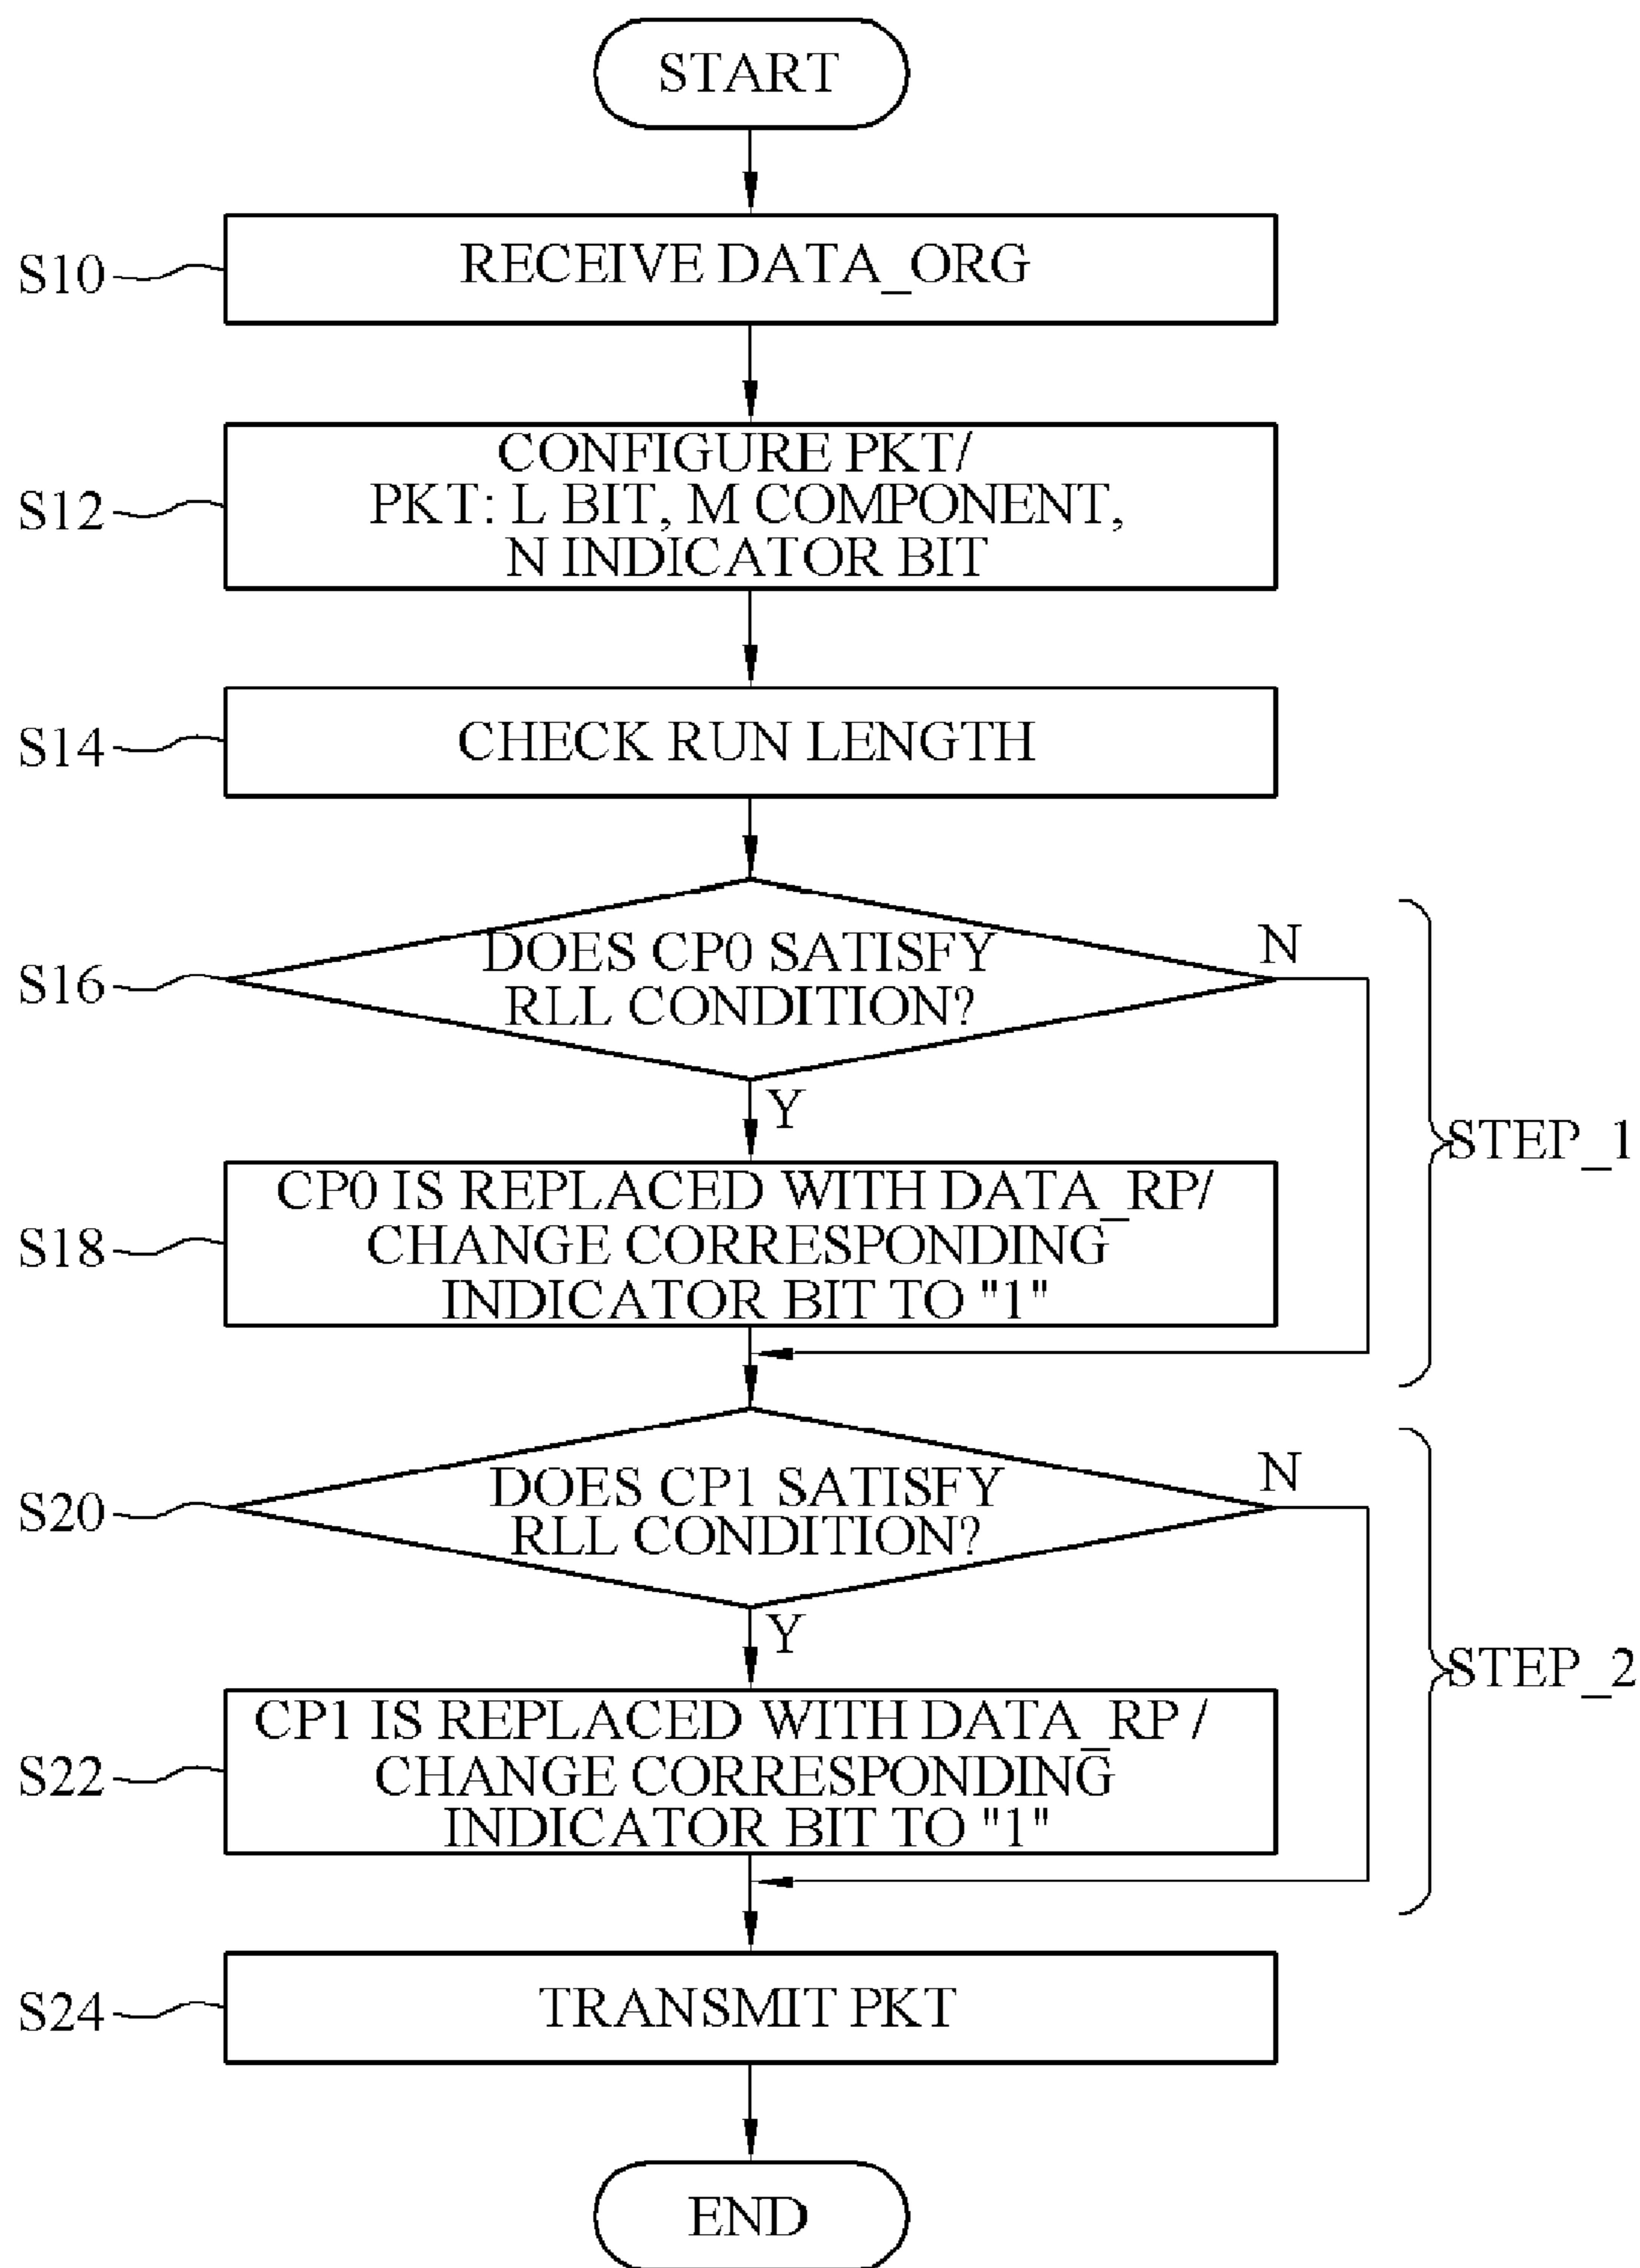 START
S10
RECEIVE DATA_ORG
S12
CONFIGURE PKT/
PKT: L BIT, M COMPONENT,
N INDICATOR BIT
S14
CHECK RUN LENGTH
S16
DOES CP0 SATISFY
RLL CONDITION?
N
Y
STEP_1
S18
CP0 IS REPLACED WITH DATA_RP/
CHANGE CORRESPONDING
INDICATOR BIT TO "1"
S20
DOES CP1 SATISFY
RLL CONDITION?
N
Y
STEP_2
S22
CP1 IS REPLACED WITH DATA_RP /
CHANGE CORRESPONDING
INDICATOR BIT TO "1"
S24
TRANSMIT PKT
END